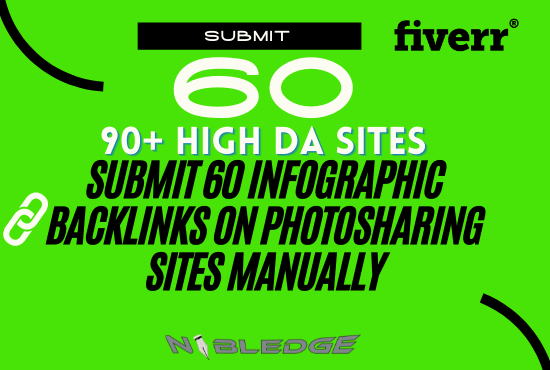 SUBMIT
fiverr®
60
90+ HIGH DA SITES
SUBMIT 60 INFOGRAPHIC
BACKLINKS ON PHOTOSHARING
SITES MANUALLY
NIBLEDGE